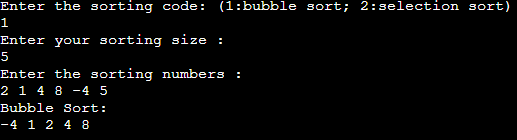 Enter the sorting code: (1:bubble sort; 2:selection sort)
1
Enter your sorting size :
5
Enter the sorting numbers :
2 1 4 8 -4 5
Bubble Sort:
-4 1 2 4 8